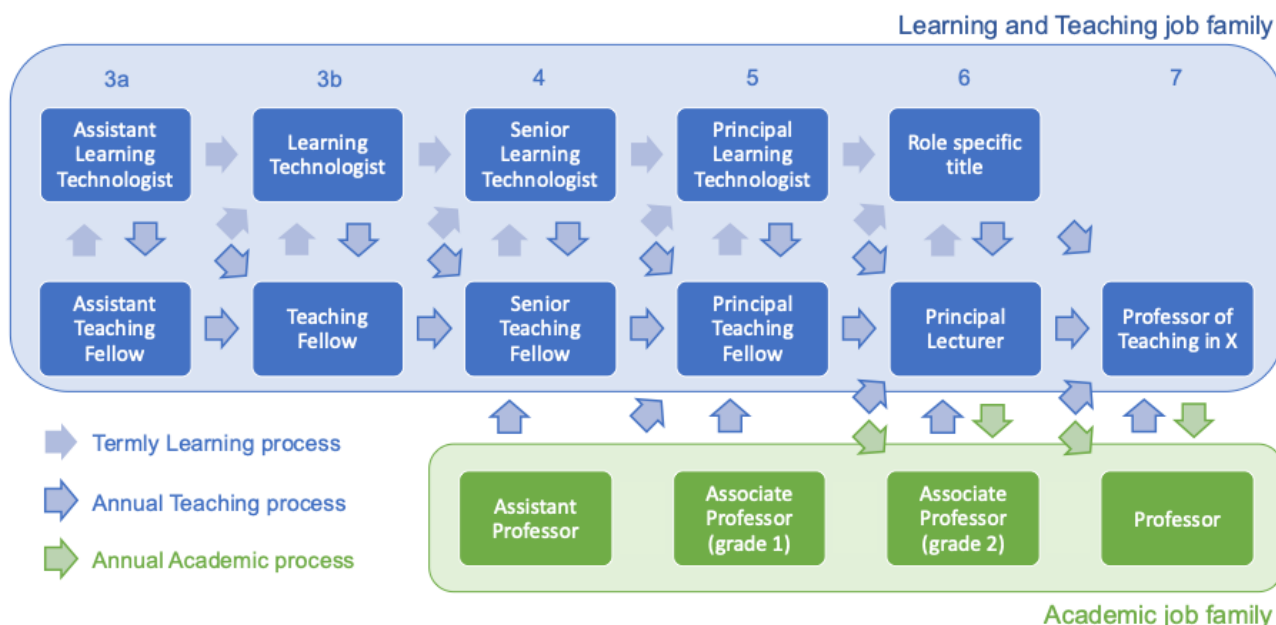 Learning and Teaching job family
3a
3b
4
5
6
7
Assistant
Learning
Technologist
Learning
Technologist
Senior
Learning
Technologist
Principal
Learning
Technologist
Role specific
title
Assistant
Teaching
Fellow
Teaching
Fellow
Senior
Teaching
Fellow
Principal
Teaching
Fellow
Principal
Lecturer
Professor of
Teaching in X
Termly Learning process
Annual Teaching process
Annual Academic process
Assistant
Professor
Associate
Professor
(grade 1)
Associate
Professor
(grade 2)
Professor
Academic job family